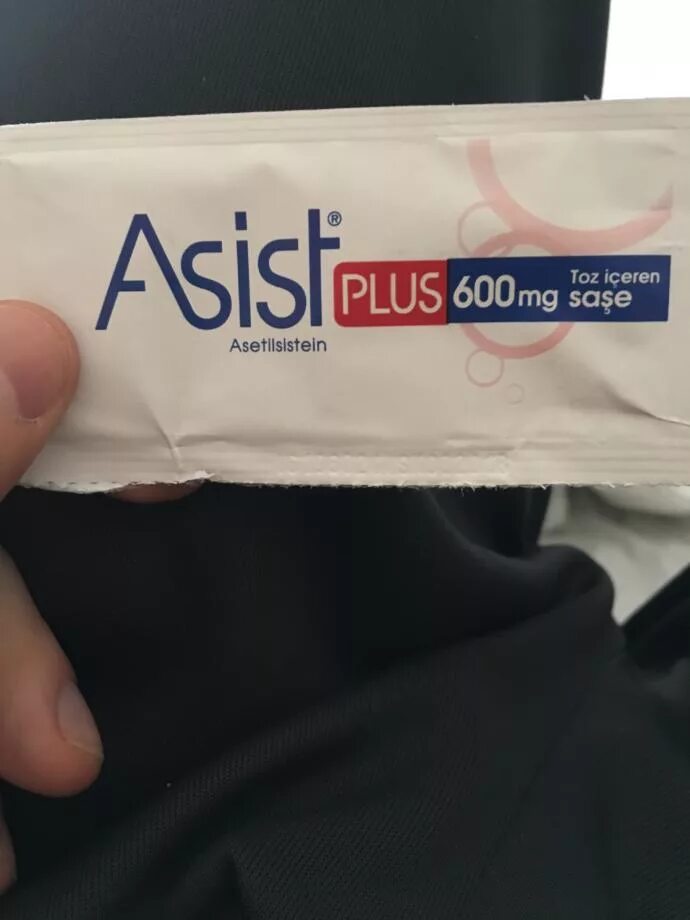 Asist® PLUS 600mg Toz içeren
saşe
Asetilsistein